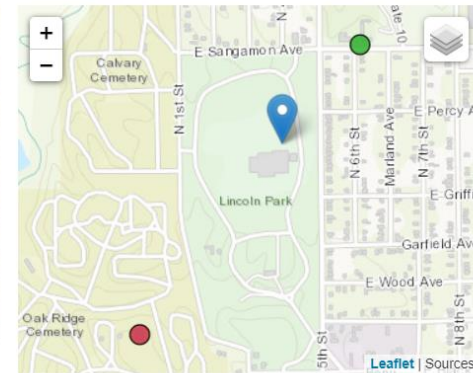 +
−
E Sangamon Ave
Calvary
Cemetery
N 1st St
E Percy A
N 6th St
Marland Ave
N 7th St
Lincoln Park
E Griffi
Garfield Av
E Wood Ave
Oak Ridge
Cemetery
5th St
N 8th St
Leaflet | Sources